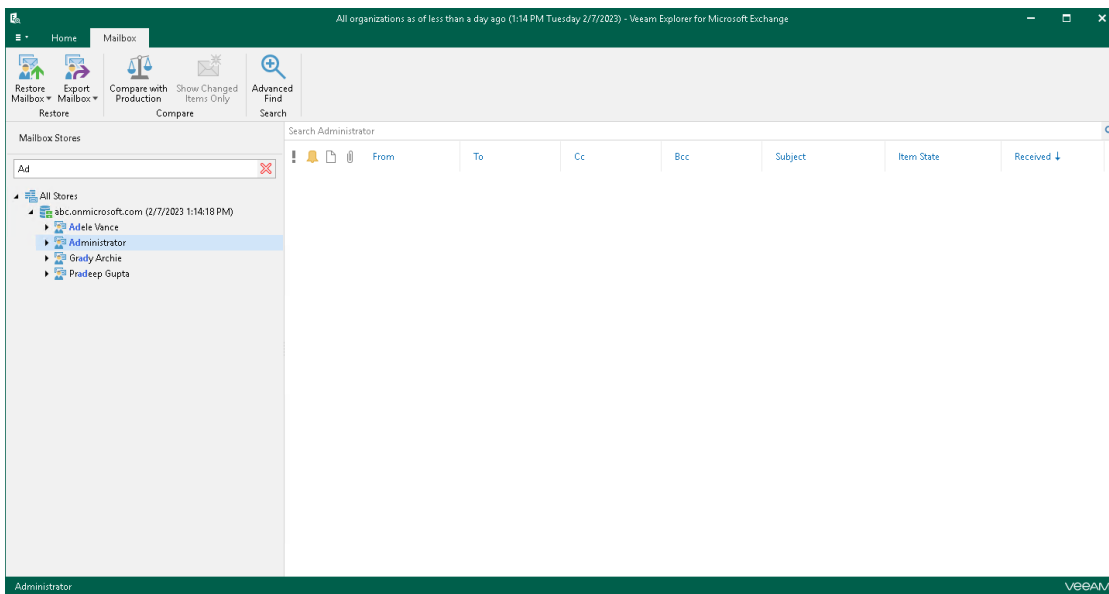 All organizations as of less than a day ago (1:14 PM Tuesday 2/7/2023) - Veeam Explorer for Microsoft Exchange
Home Mailbox
Restore Mailbox Export Mailbox Compare with Production Show Changed Items Only Advanced Find
Restore Compare Search
Mailbox Stores
Search Administrator
Ad
From To Cc Bcc Subject Item State Received
All Stores
abc.onmicrosoft.com (2/7/2023 1:14:18 PM)
Adele Vance
Administrator
Grady Archie
Pradeep Gupta
Administrator
veeAM